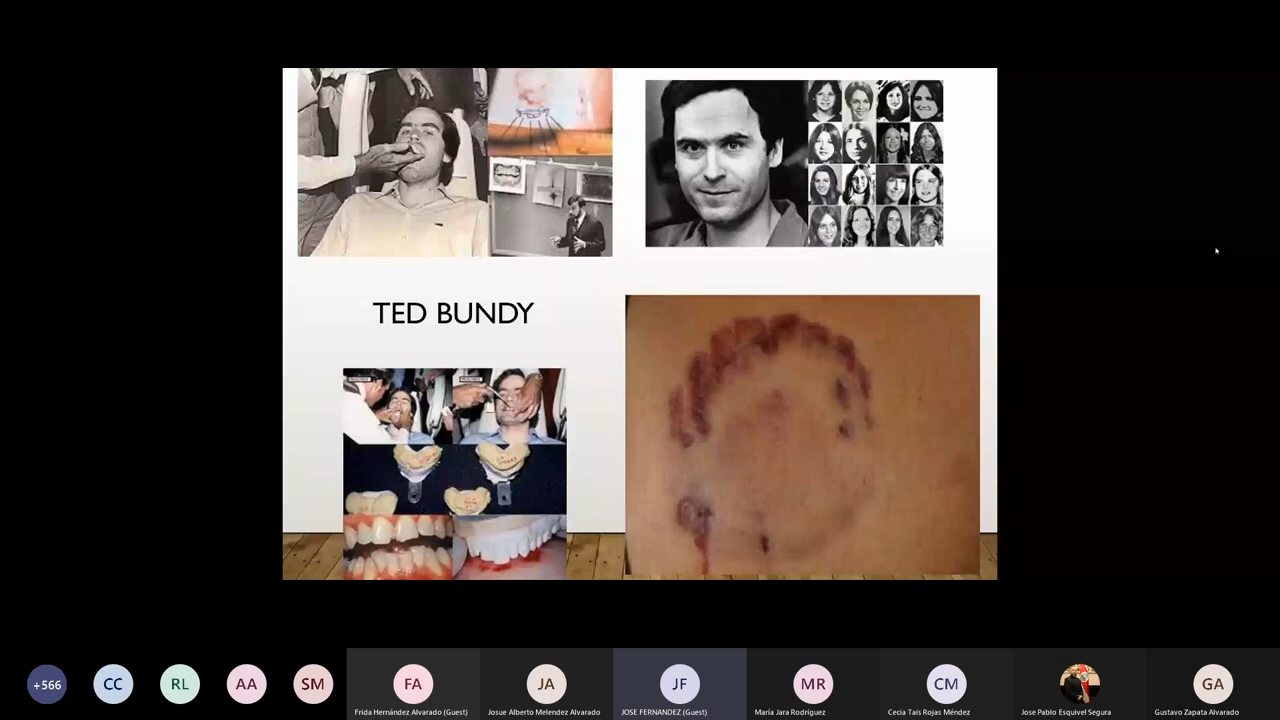 TED BUNDY
+566
CC
RL
AA
SM
FA
JA
JF
MR
CM
GA
Frida Hernández Alvarado (Guest)
Josue Alberto Melendez Alvarado
JOSE FERNANDEZ (Guest)
María Jara Rodríguez
Cecia Tais Rojas Méndez
Jose Pablo Esquivel Segura
Gustavo Zapata Alvarado